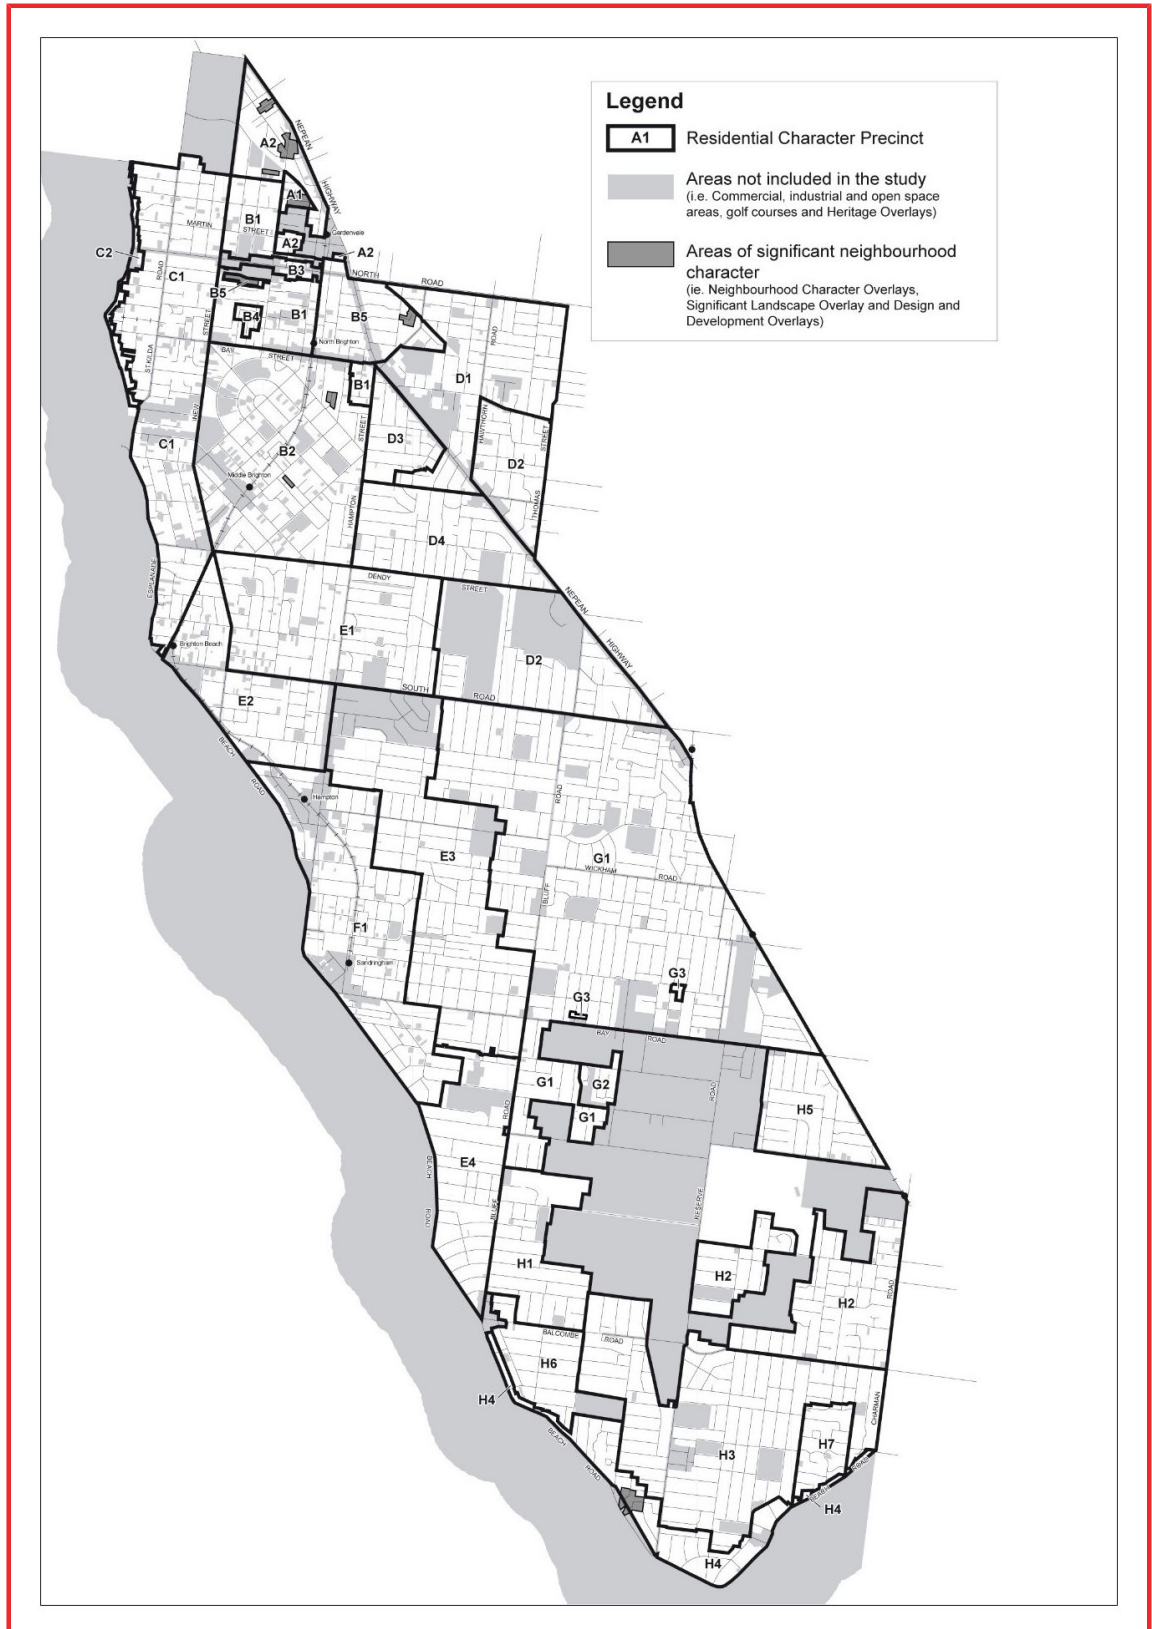 Legend
A1 Residential Character Precinct
Areas not included in the study
(i.e. Commercial, industrial and open space
areas, golf courses and Heritage Overlays)
Areas of significant neighbourhood
character
(ie. Neighbourhood Character Overlays,
Significant Landscape Overlay and Design and
Development Overlays)
NEPEAN
A2
HIGHWAY
A1
B1
MARTIN
STREET
Gardenvale
A2
A2
C2
C1
ROAD
B3
NORTH
ROAD
B5
B4
B1
B5
STREET
ROAD
North Brighton
BAY
STREET
ST.KILDA
D1
B1
NEW
C1
B2
STREET
D3
HAWTHORN
STREET
D2
Middle Brighton
HAMPTON
THOMAS
D4
ESPLANADE
DENDY
STREET
NEPEAN
E1
HIGHWAY
Brighton Beach
D2
SOUTH
ROAD
E2
BEACH
ROAD
Hampton
ROAD
E3
G1
WICKHAM
ROAD
BLUFF
F1
Sandringham
G3
G3
BAY
ROAD
G1
G2
ROAD
H5
ROAD
G1
E4
BEACH
ROAD
BLUFF
RESERVE
H1
H2
H2
ROAD
BALCOMBE
ROAD
H6
H4
CHARMAN
BEACH
ROAD
H3
H7
BEACH
ROAD
H4
H4